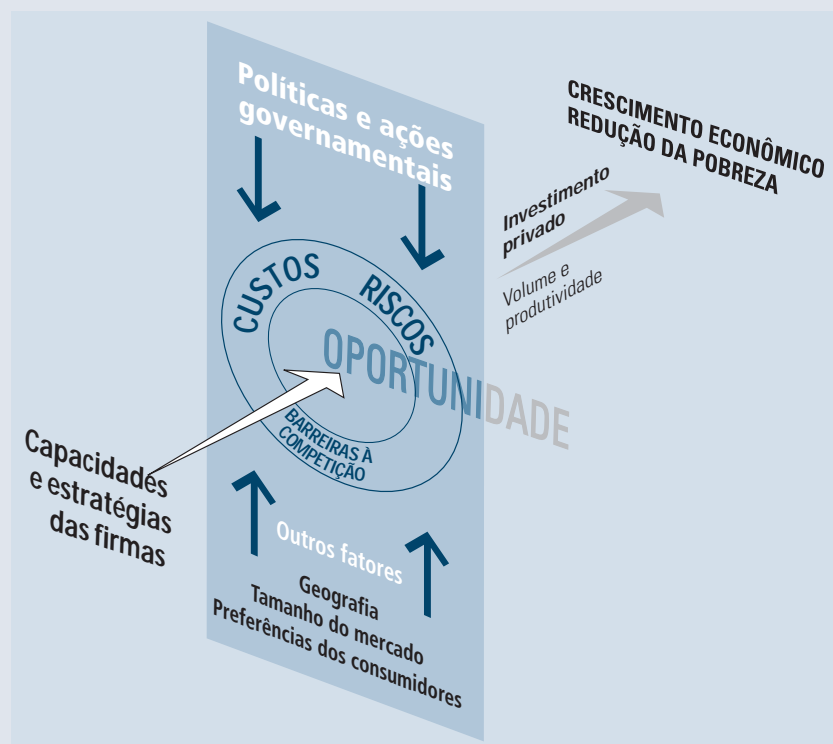 Políticas e ações
governamentais
CRESCIMENTO ECONÔMICO
REDUÇÃO DA POBREZA
Investimento
privado
Volume e
produtividade
CUSTOS
RISCOS
OPORTUNIDADE
BARREIRAS À
COMPETIÇÃO
Capacidades
e estratégias
das firmas
Outros fatores
Geografia
Tamanho do mercado
Preferências dos consumidores